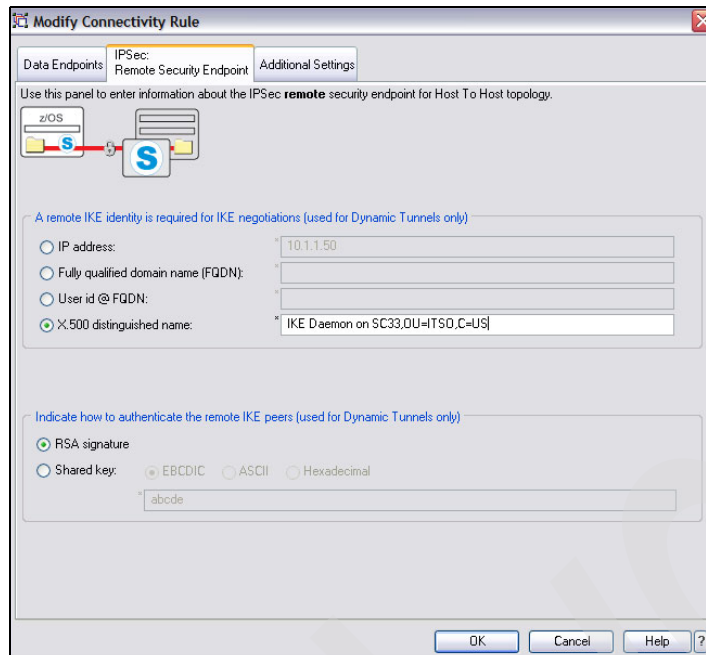 Modify Connectivity Rule
Data Endpoints
IPSec:
Remote Security Endpoint
Additional Settings
Use this panel to enter information about the IPSec remote security endpoint for Host To Host topology.
z/OS
S
S
A remote IKE identity is required for IKE negotiations (used for Dynamic Tunnels only)
IP address: * 10.1.1.50
Fully qualified domain name (FQDN): *
User id @ FQDN: *
X.500 distinguished name: * IKE Daemon on SC33,OU=ITSO,C=US
Indicate how to authenticate the remote IKE peers (used for Dynamic Tunnels only)
RSA signature
Shared key: EBCDIC ASCII Hexadecimal
* abcde
OK Cancel Help ?